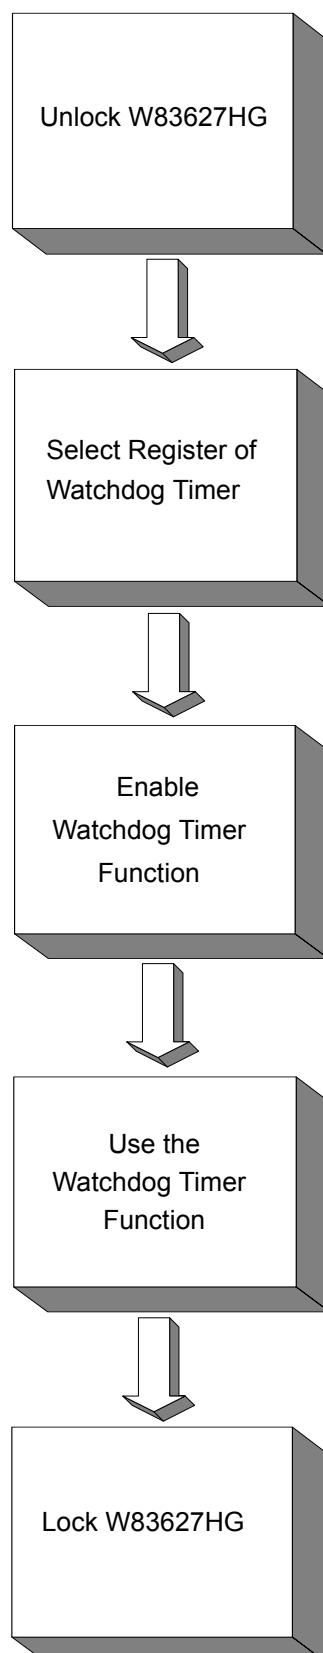 Unlock W83627HG
Select Register of
Watchdog Timer
Enable
Watchdog Timer
Function
Use the
Watchdog Timer
Function
Lock W83627HG